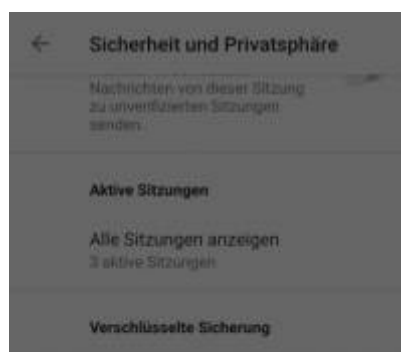 Sicherheit und Privatsphäre
Nachrichten von dieser Sitzung
zu unverifizierten Sitzungen
senden.
Aktive Sitzungen
Alle Sitzungen anzeigen
3 aktive Sitzungen
Verschlüsselte Sicherung